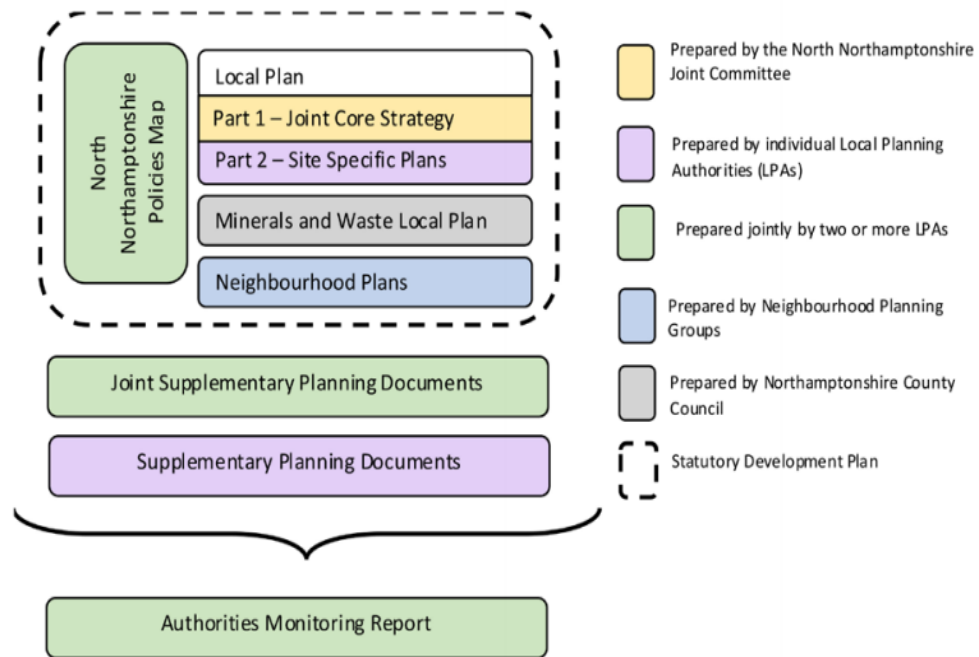 North
Northamptonshire
Policies Map
Local Plan
Part 1 – Joint Core Strategy
Part 2 – Site Specific Plans
Minerals and Waste Local Plan
Neighbourhood Plans
Joint Supplementary Planning Documents
Supplementary Planning Documents
Authorities Monitoring Report
Prepared by the North Northamptonshire
Joint Committee
Prepared by individual Local Planning
Authorities (LPAs)
Prepared jointly by two or more LPAs
Prepared by Neighbourhood Planning
Groups
Prepared by Northamptonshire County
Council
Statutory Development Plan